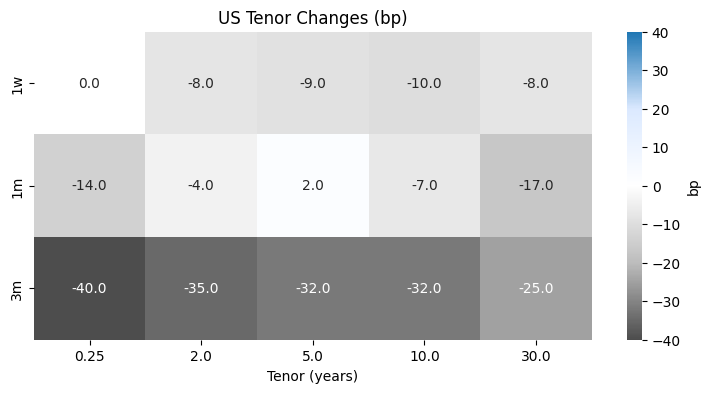 US Tenor Changes (bp)
1w
0.0 -8.0 -9.0 -10.0 -8.0
1m
-14.0 -4.0 2.0 -7.0 -17.0
3m
-40.0 -35.0 -32.0 -32.0 -25.0
0.25 2.0 5.0 10.0 30.0
Tenor (years)
40
30
20
10
0
−10
−20
−30
−40
bp